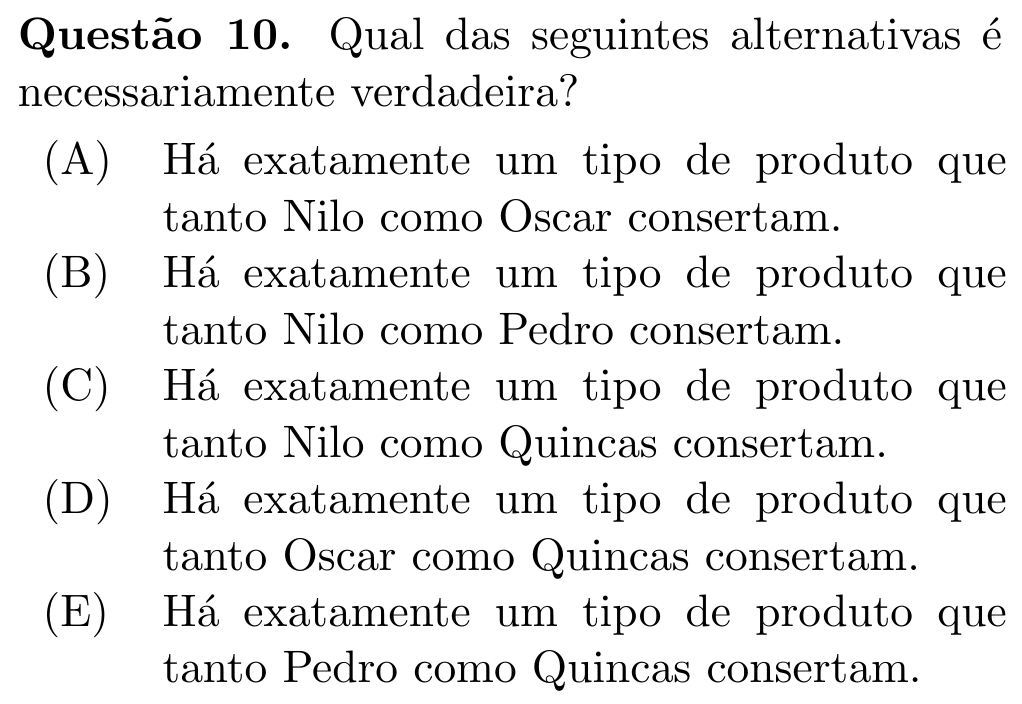 Questão 10. Qual das seguintes alternativas é
necessariamente verdadeira?
(A) Há exatamente um tipo de produto que
tanto Nilo como Oscar consertam.
(B) Há exatamente um tipo de produto que
tanto Nilo como Pedro consertam.
(C) Há exatamente um tipo de produto que
tanto Nilo como Quincas consertam.
(D) Há exatamente um tipo de produto que
tanto Oscar como Quincas consertam.
(E) Há exatamente um tipo de produto que
tanto Pedro como Quincas consertam.